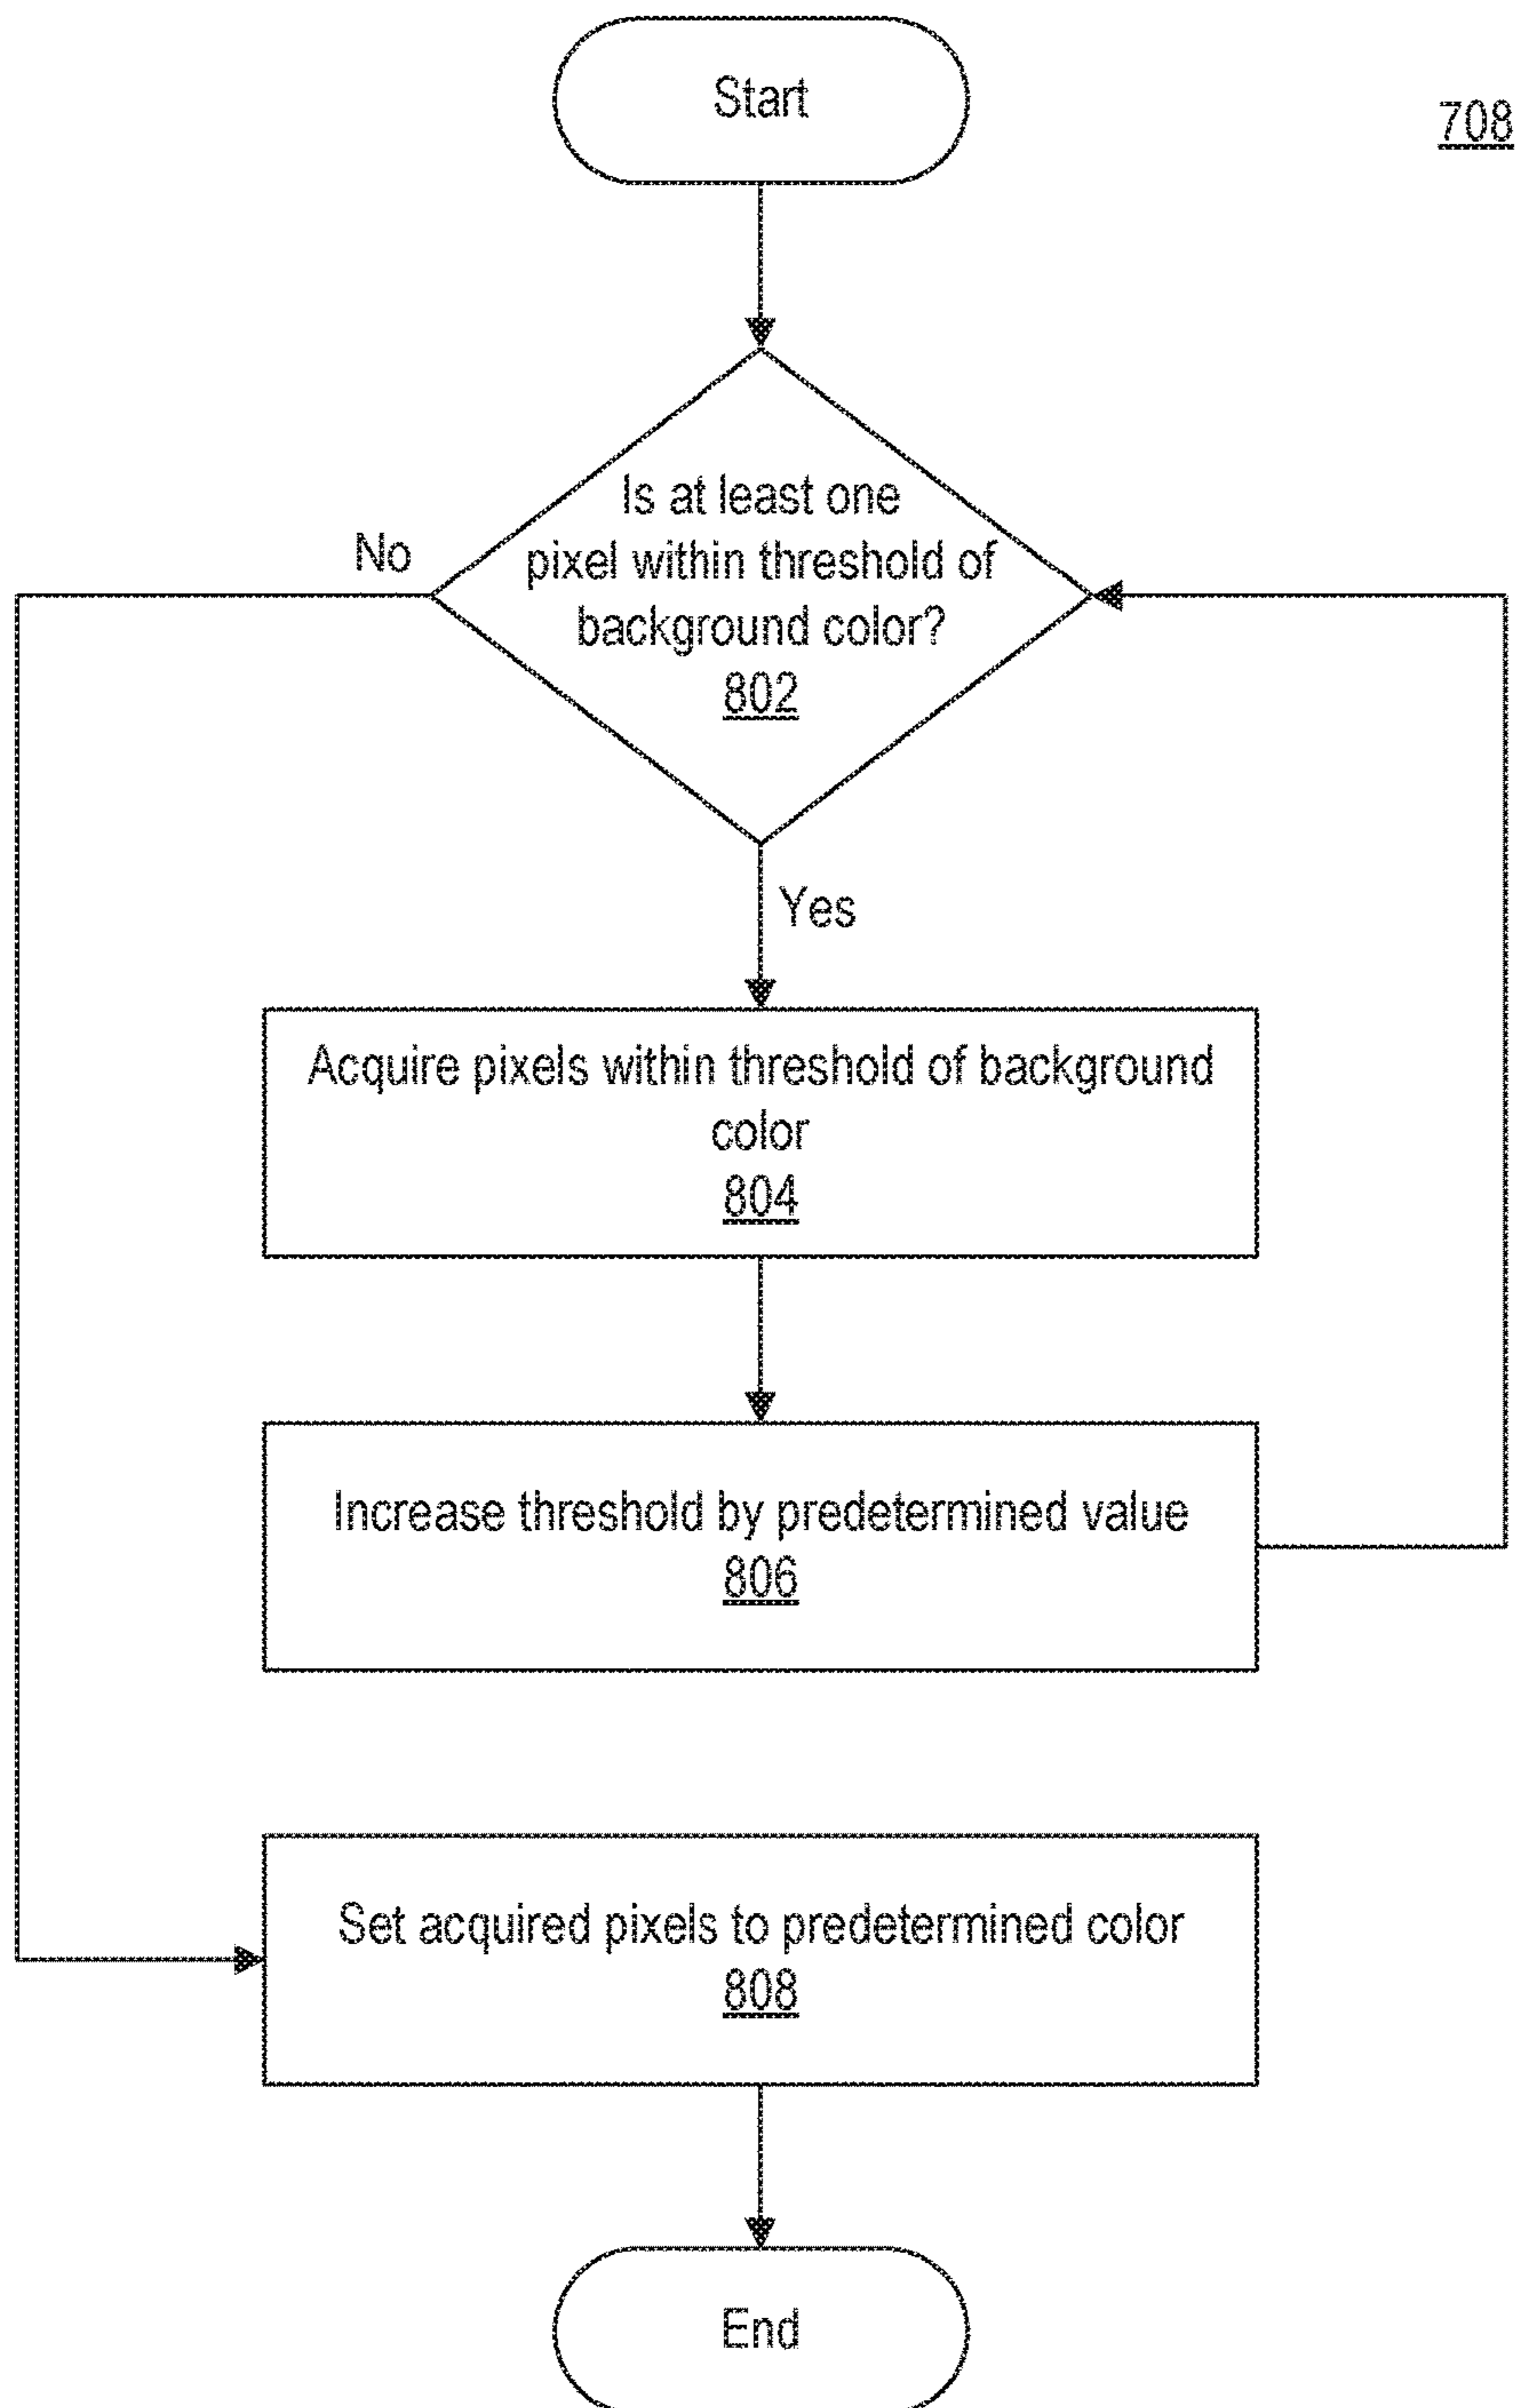 Start
708
Is at least one
pixel within threshold of
background color?
802
No
Yes
Acquire pixels within threshold of background
color
804
Increase threshold by predetermined value
806
Set acquired pixels to predetermined color
808
End